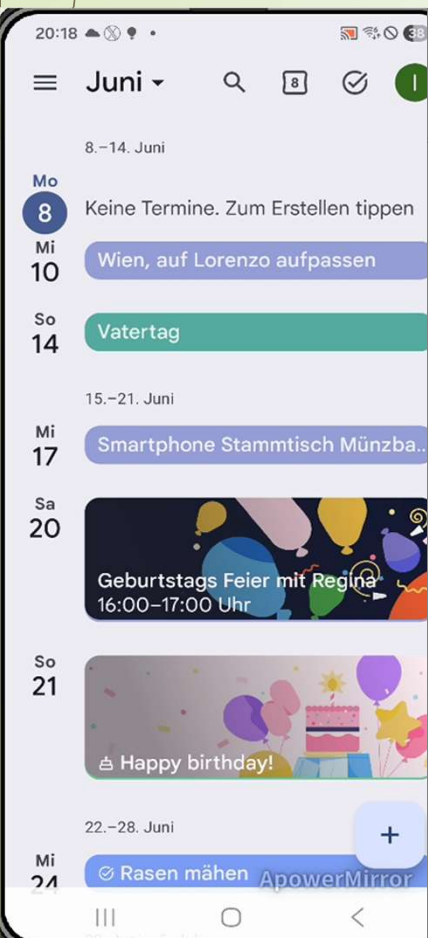 20:18
38
Juni
8
I
8.–14. Juni
Mo
8
Keine Termine. Zum Erstellen tippen
Mi
10
Wien, auf Lorenzo aufpassen
So
14
Vatertag
15.–21. Juni
Mi
17
Smartphone Stammtisch Münzba..
Sa
20
Geburtstags Feier mit Regina
16:00–17:00 Uhr
So
21
Happy birthday!
22.–28. Juni
+
Mi
24
Rasen mähen
ApowerMirror